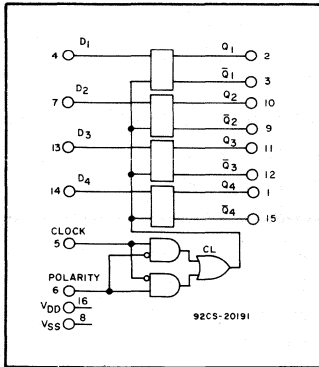 D1
4 Q1 2
Q̅1 3
D2
7 Q2 10
Q̅2 9
D3
13 Q3 11
Q̅3 12
D4
14 Q4 1
Q̅4 15
CLOCK
5 CL
POLARITY
6
VDD 16
VSS 8
92CS-20191